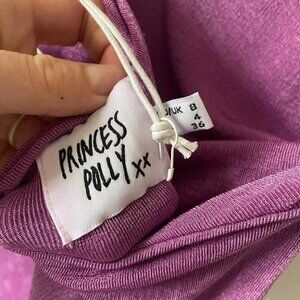 PRINCESS
POLLY xx
/UK 8
4
36